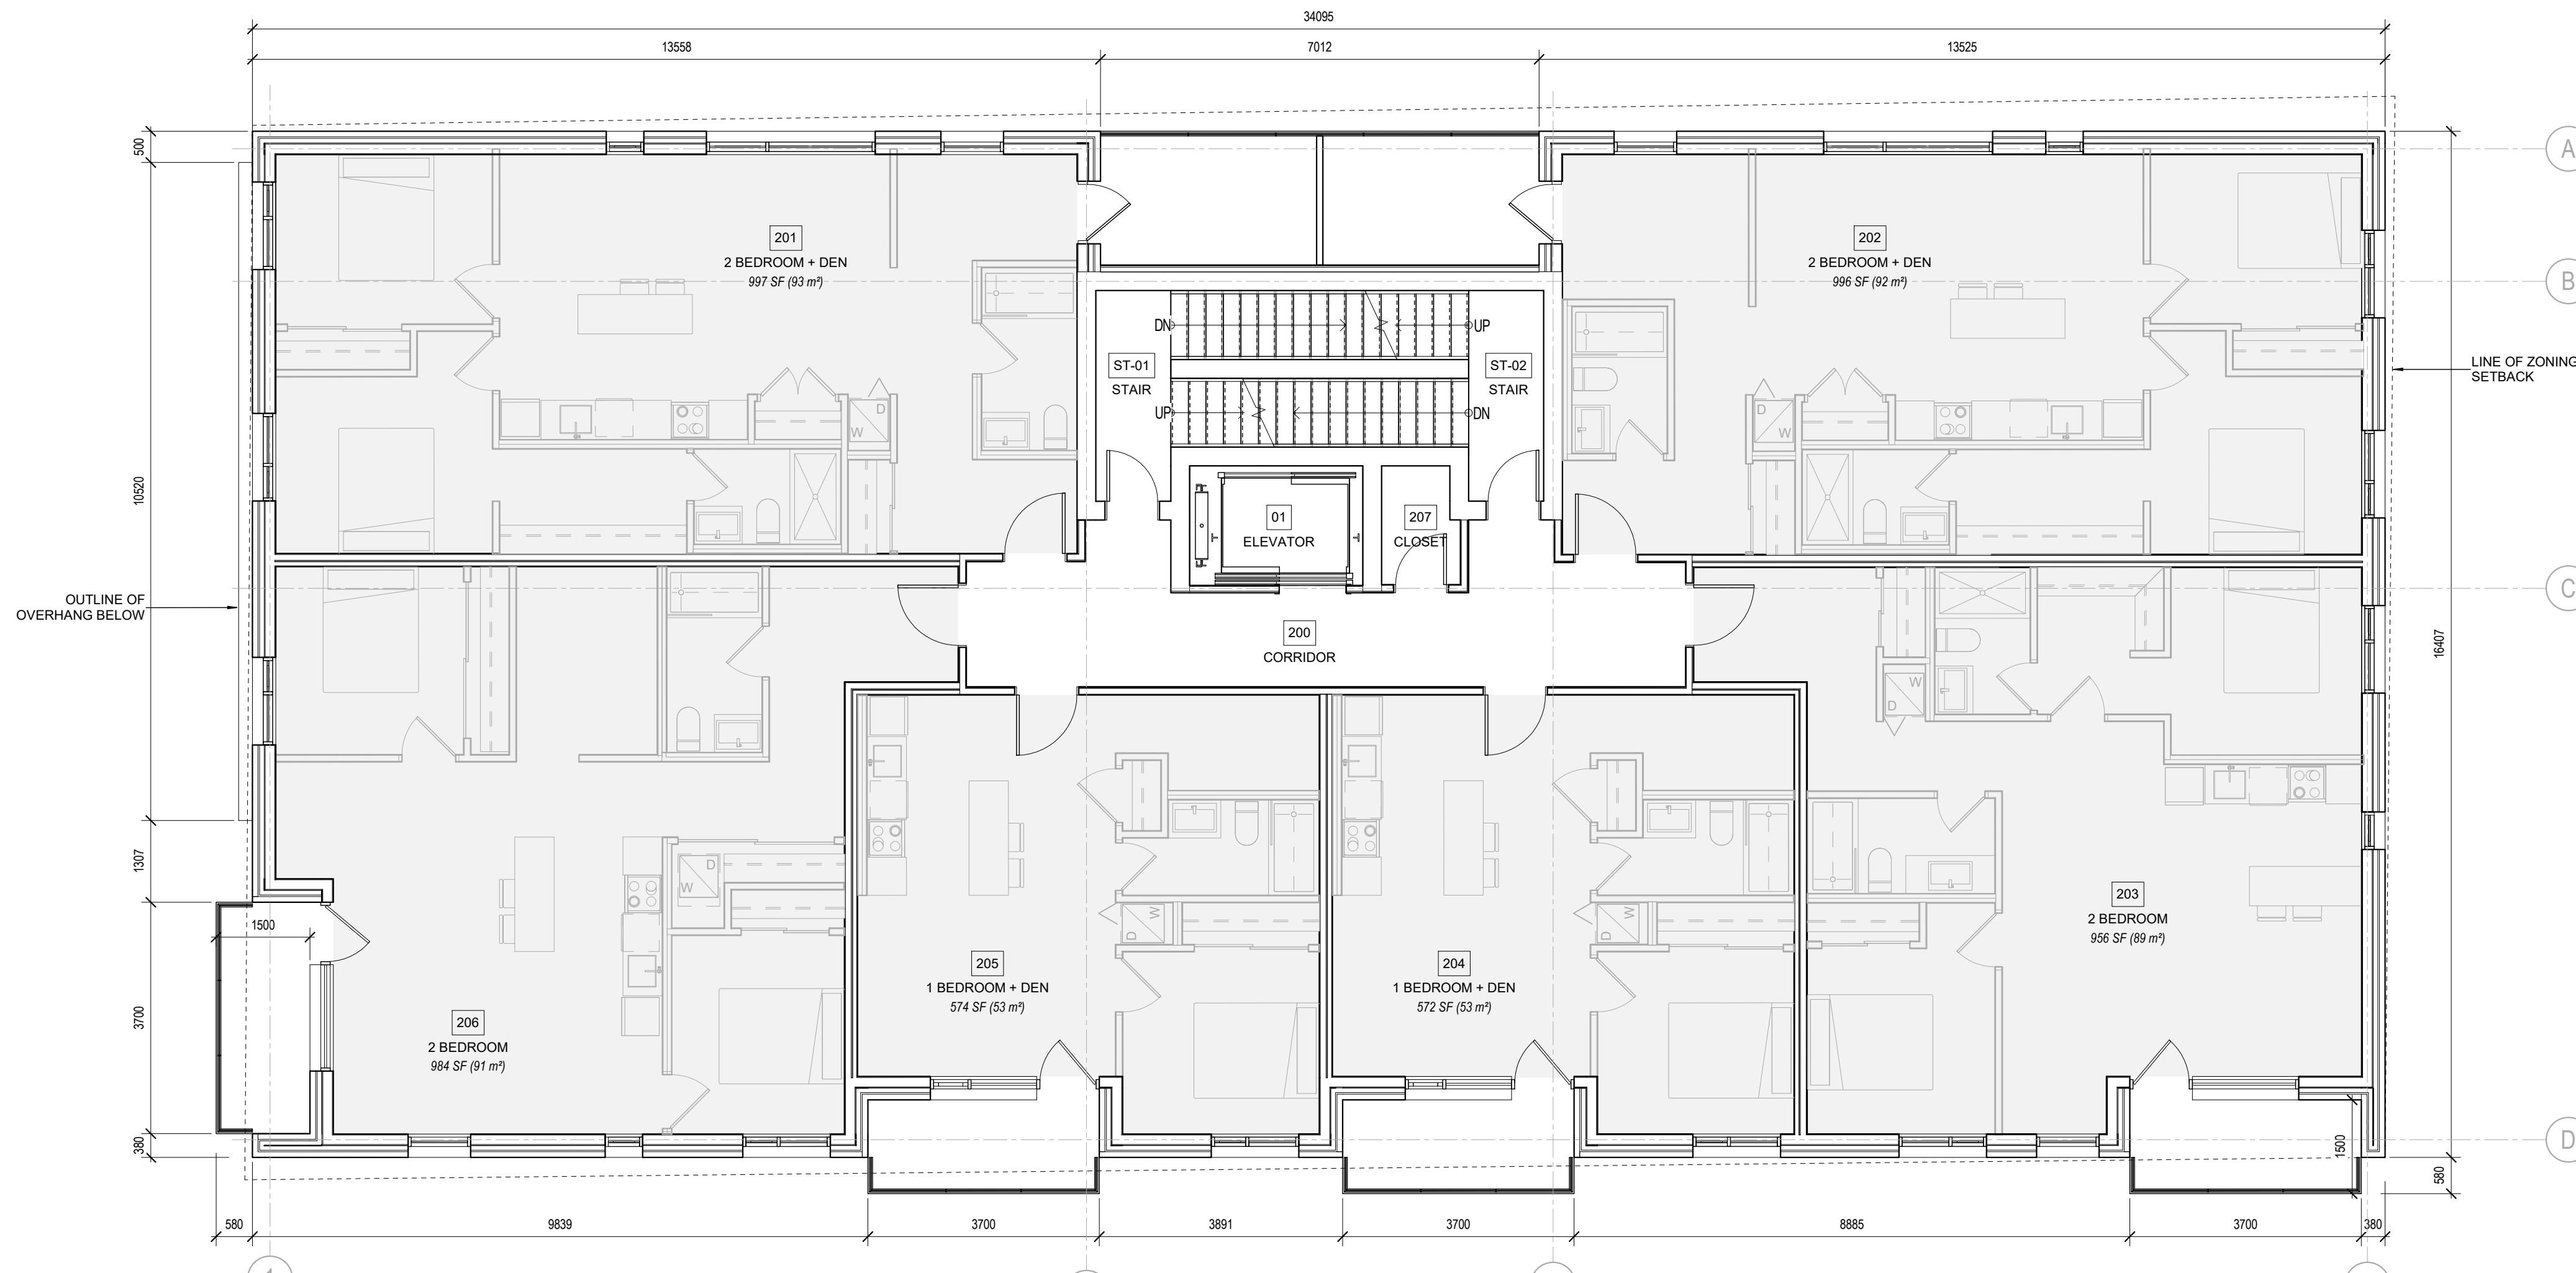 34095
13558
7012
13525
A
500
201
2 BEDROOM + DEN
997 SF (93 m²)
202
2 BEDROOM + DEN
996 SF (92 m²)
B
DN
UP
ST-01
STAIR
ST-02
STAIR
LINE OF ZONING
SETBACK
UP
DN
D
W
D
W
10520
01
ELEVATOR
207
CLOSET
OUTLINE OF
OVERHANG BELOW
C
200
CORRIDOR
16407
W
D
1307
D
W
203
2 BEDROOM
956 SF (89 m²)
W
D
W
D
1500
205
1 BEDROOM + DEN
574 SF (53 m²)
204
1 BEDROOM + DEN
572 SF (53 m²)
3700
206
2 BEDROOM
984 SF (91 m²)
380
D
1500
580
580
9839
3700
3891
3700
8885
3700
380